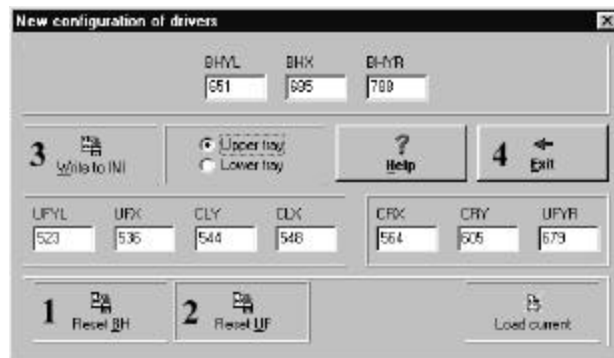 New configuration of drivers
BHYL BHX BHYR
651 685 788
3 Write to INI Upper tray Lower tray ? Help 4 Exit
UFYL UFX CLY CLX CRX CRY UFYR
523 536 544 548 564 605 679
1 Reset BH 2 Reset UF Load current